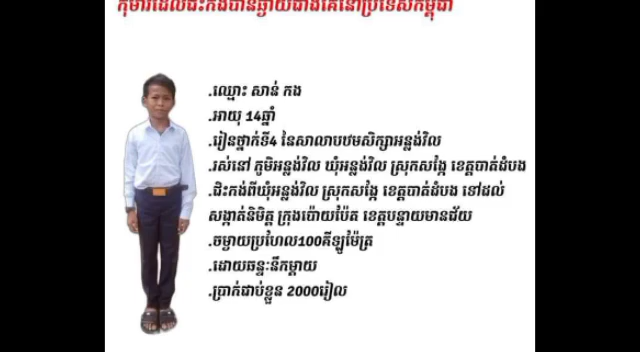 កុមារដែលជិះកង់បានឆ្ងាយជាងគេនៅប្រទេសកម្ពុជា
.ឈ្មោះ សាន់ កង
.អាយុ 14ឆ្នាំ
.រៀនថ្នាក់ទី4 នៃសាលាបឋមសិក្សាអន្លង់វិល
.រស់នៅ ភូមិអន្លង់វិល ឃុំអន្លង់វិល ស្រុកសង្កែ ខេត្តបាត់ដំបង
.ជិះកង់ពីឃុំអន្លង់វិល ស្រុកសង្កែ ខេត្តបាត់ដំបង ទៅដល់
សង្កាត់និមិត្ត ក្រុងប៉ោយប៉ែត ខេត្តបន្ទាយមានជ័យ
.ចម្ងាយប្រហែល100គីឡូម៉ែត្រ
.ដោយឆន្ទៈនឹកម្តាយ
.ប្រាក់ជាប់ខ្លួន 2000រៀល